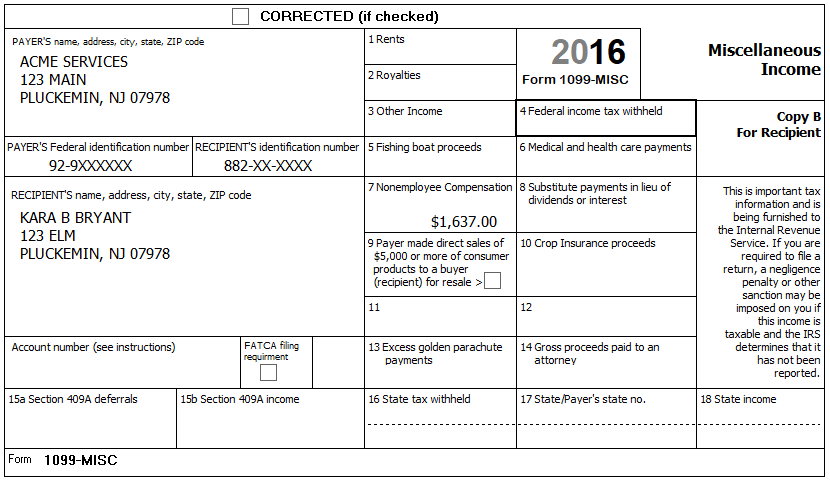 CORRECTED (if checked)
PAYER'S name, address, city, state, ZIP code
ACME SERVICES
123 MAIN
PLUCKEMIN, NJ 07978
1 Rents
2 Royalties
2016
Form 1099-MISC
Miscellaneous
Income
3 Other Income
4 Federal income tax withheld
Copy B
For Recipient
PAYER'S Federal identification number
92-9XXXXXX
RECIPIENT'S identification number
882-XX-XXXX
5 Fishing boat proceeds
6 Medical and health care payments
RECIPIENT'S name, address, city, state, ZIP code
KARA B BRYANT
123 ELM
PLUCKEMIN, NJ 07978
7 Nonemployee Compensation
$1,637.00
8 Substitute payments in lieu of
dividends or interest
This is important tax
information and is
being furnished to
the Internal Revenue
Service. If you are
required to file a
return, a negligence
penalty or other
sanction may be
imposed on you if
this income is
taxable and the IRS
determines that it
has not been
reported.
9 Payer made direct sales of
$5,000 or more of consumer
products to a buyer
(recipient) for resale >
10 Crop Insurance proceeds
11
12
Account number (see instructions)
FATCA filing
requirment
13 Excess golden parachute
payments
14 Gross proceeds paid to an
attorney
15a Section 409A deferrals
15b Section 409A income
16 State tax withheld
17 State/Payer's state no.
18 State income
Form 1099-MISC